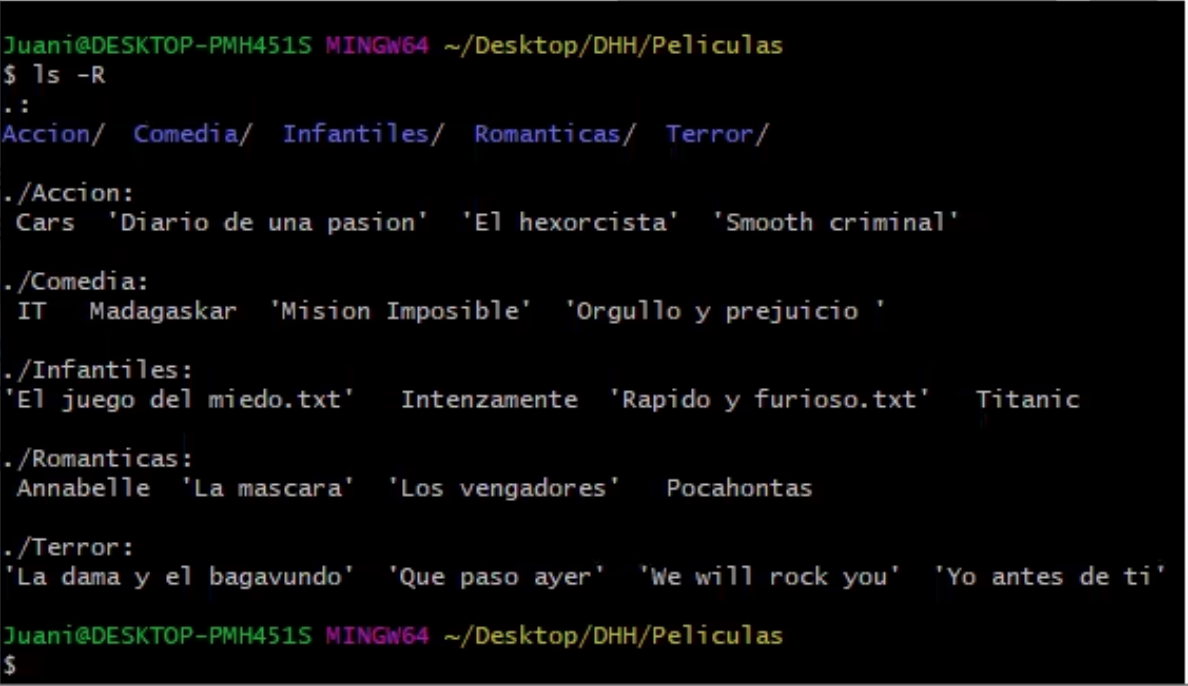 Juani@DESKTOP-PMH451S MINGW64 ~/Desktop/DHH/Peliculas
$ ls -R
.:
Accion/  Comedia/  Infantiles/  Romanticas/  Terror/
./Accion:
 Cars  'Diario de una pasion'  'El hexorcista'  'Smooth criminal'
./Comedia:
 IT   Madagaskar  'Mision Imposible'  'Orgullo y prejuicio '
./Infantiles:
'El juego del miedo.txt'   Intenzamente  'Rapido y furioso.txt'   Titanic
./Romanticas:
 Annabelle  'La mascara'  'Los vengadores'   Pocahontas
./Terror:
'La dama y el bagavundo'  'Que paso ayer'  'We will rock you'  'Yo antes de ti'
Juani@DESKTOP-PMH451S MINGW64 ~/Desktop/DHH/Peliculas
$